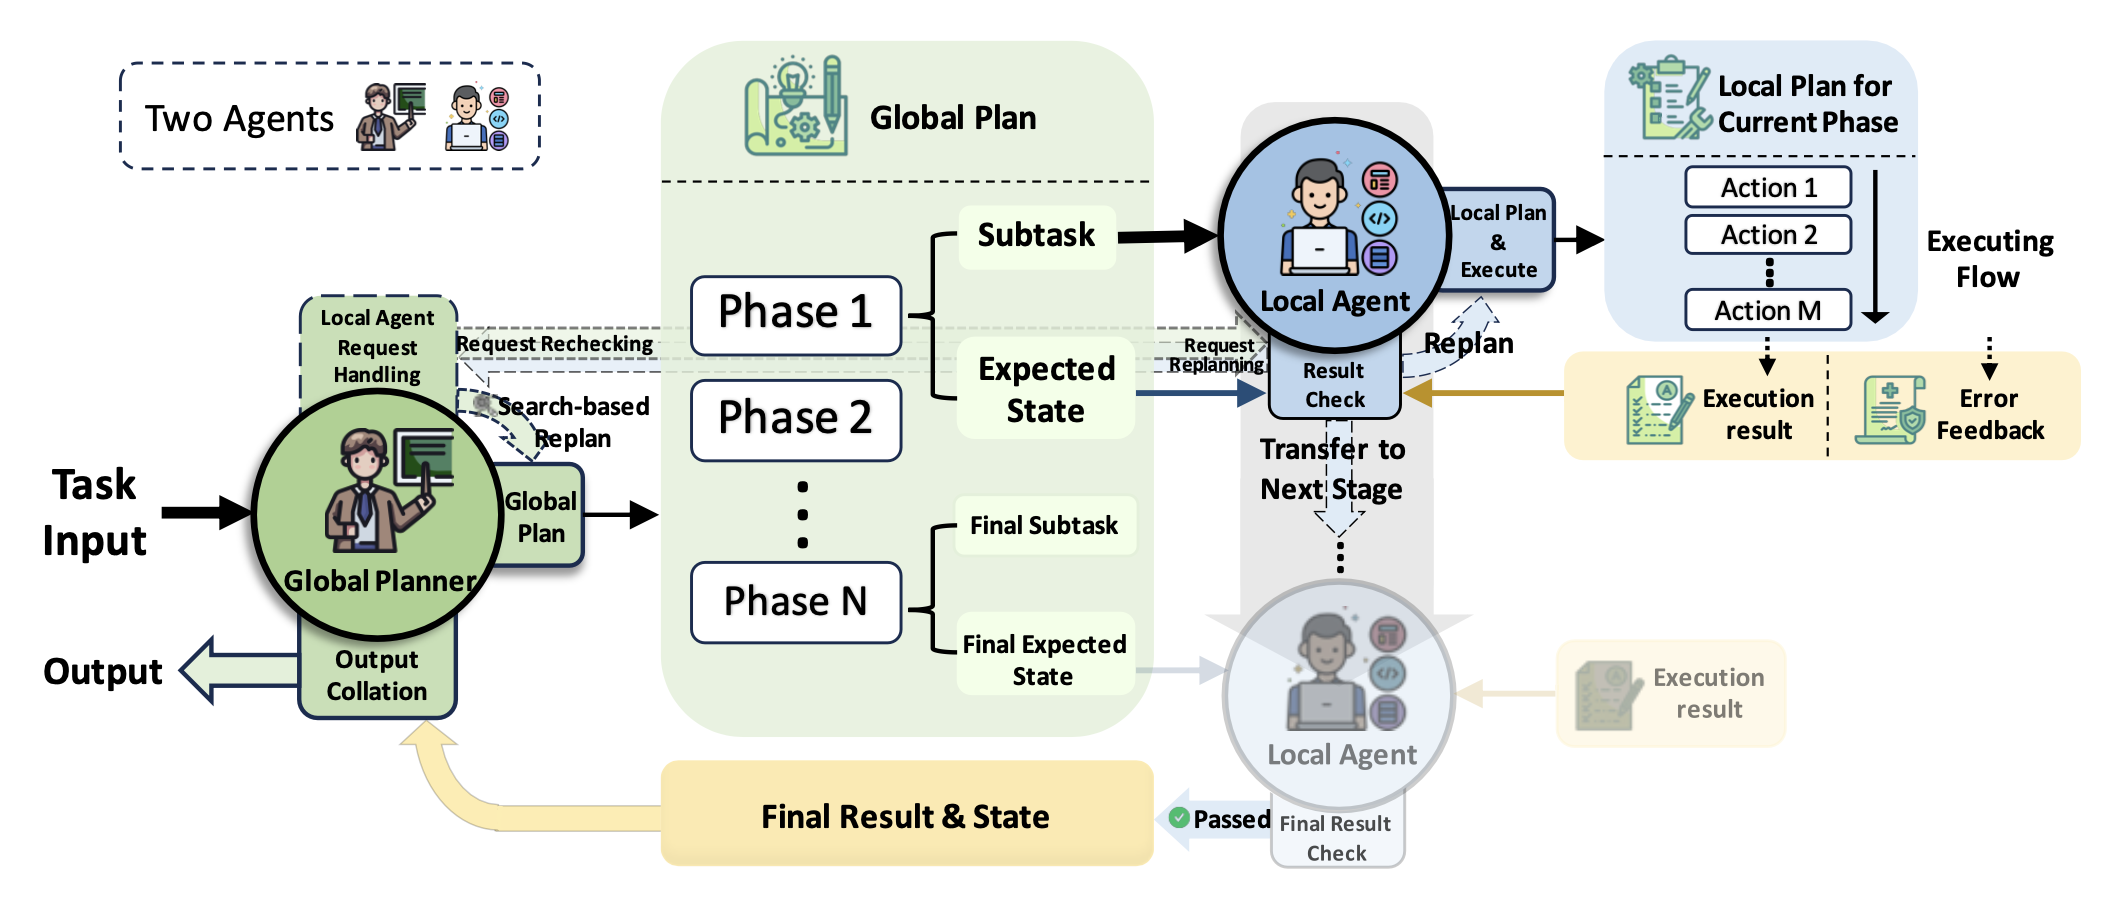 Two Agents
Global Plan
Local Plan for
Current Phase
Action 1
Action 2
Action M
Executing
Flow
Subtask
Local Agent
Local Plan
&
Execute
Phase 1
Expected
State
Local Agent
Request
Handling
Request Rechecking
Request
Replanning
Replan
Result
Check
Execution
result
Error
Feedback
Search-based
Replan
Phase 2
Transfer to
Next Stage
Task
Input
Global Planner
Global
Plan
Final Subtask
Phase N
Final Expected
State
Output
Output
Collation
Local Agent
Execution
result
Final Result & State
Passed
Final Result
Check